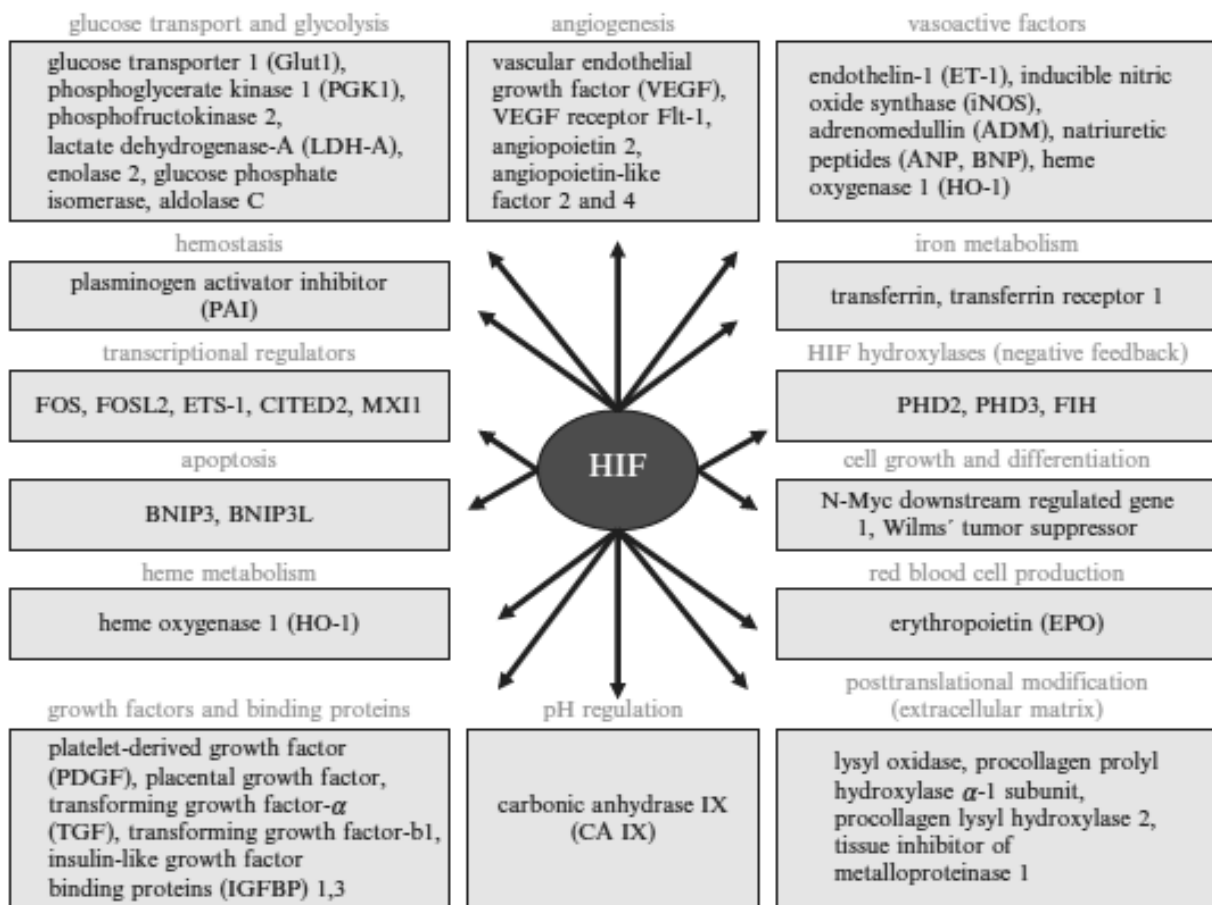 glucose transport and glycolysis
glucose transporter 1 (Glut1),
phosphoglycerate kinase 1 (PGK1),
phosphofructokinase 2,
lactate dehydrogenase-A (LDH-A),
enolase 2, glucose phosphate
isomerase, aldolase C
angiogenesis
vascular endothelial
growth factor (VEGF),
VEGF receptor Flt-1,
angiopoietin 2,
angiopoietin-like
factor 2 and 4
vasoactive factors
endothelin-1 (ET-1), inducible nitric
oxide synthase (iNOS),
adrenomedullin (ADM), natriuretic
peptides (ANP, BNP), heme
oxygenase 1 (HO-1)
hemostasis
plasminogen activator inhibitor
(PAI)
iron metabolism
transferrin, transferrin receptor 1
transcriptional regulators
FOS, FOSL2, ETS-1, CITED2, MXI1
HIF hydroxylases (negative feedback)
PHD2, PHD3, FIH
HIF
apoptosis
BNIP3, BNIP3L
cell growth and differentiation
N-Myc downstream regulated gene
1, Wilms´ tumor suppressor
heme metabolism
heme oxygenase 1 (HO-1)
red blood cell production
erythropoietin (EPO)
growth factors and binding proteins
platelet-derived growth factor
(PDGF), placental growth factor,
transforming growth factor-α
(TGF), transforming growth factor-b1,
insulin-like growth factor
binding proteins (IGFBP) 1,3
pH regulation
carbonic anhydrase IX
(CA IX)
posttranslational modification
(extracellular matrix)
lysyl oxidase, procollagen prolyl
hydroxylase α-1 subunit,
procollagen lysyl hydroxylase 2,
tissue inhibitor of
metalloproteinase 1